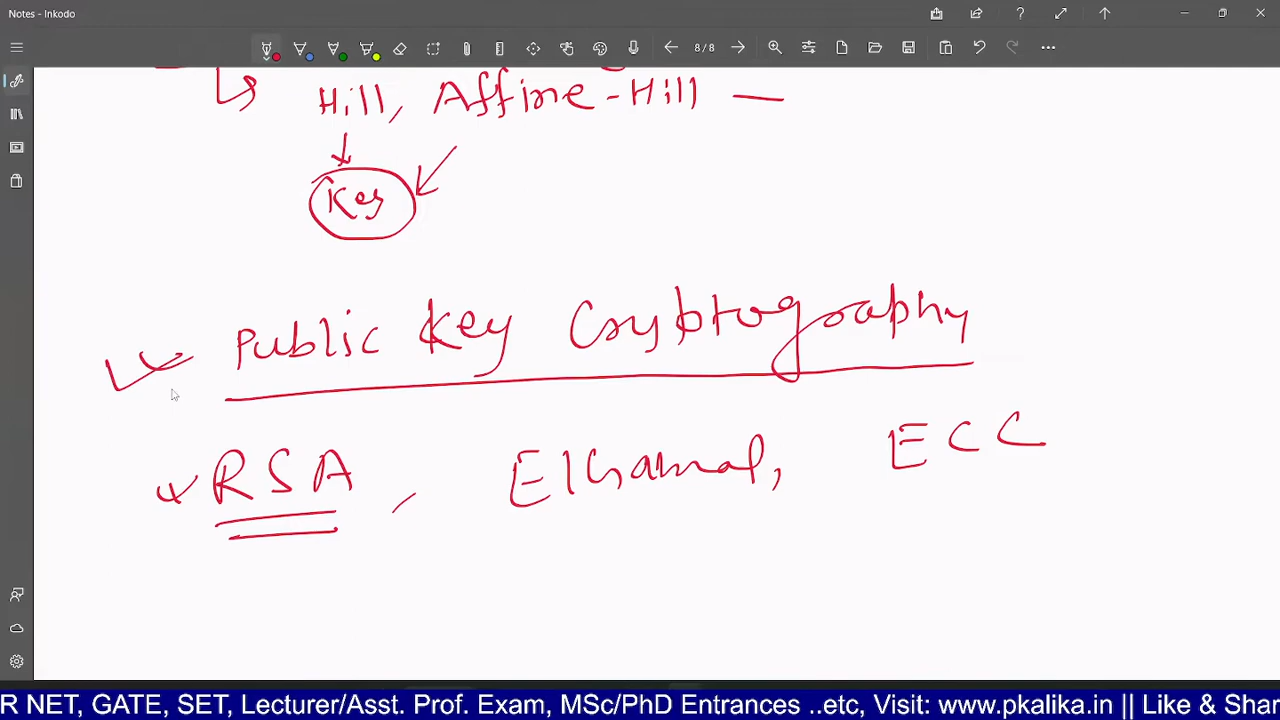 Notes - Inkodo
8/8
Hill, Affine-Hill —
Key
Public Key Cryptography
RSA, ElGamal, ECC
R NET, GATE, SET, Lecturer/Asst. Prof. Exam, MSc/PhD Entrances ..etc, Visit: www.pkalika.in || Like & Shar